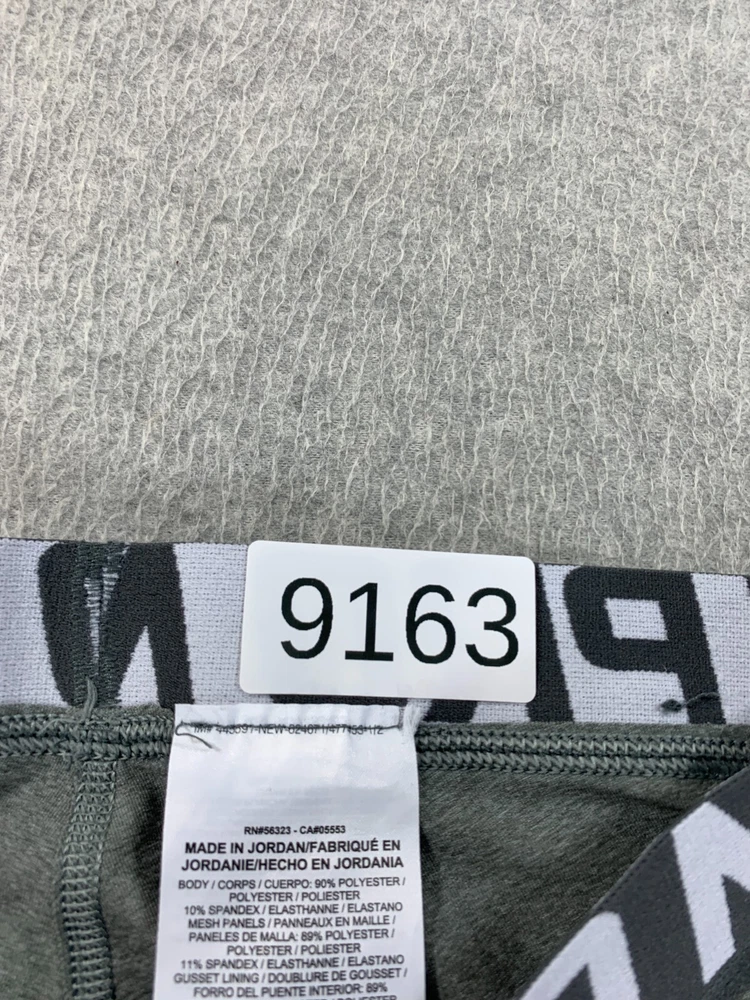 9163
RN#56323 - CA#05553
MADE IN JORDAN/FABRIQUÉ EN
JORDANIE/HECHO EN JORDANIA
BODY / CORPS / CUERPO: 90% POLYESTER /
POLYESTER / POLIESTER
10% SPANDEX / ELASTHANNE / ELASTANO
MESH PANELS / PANNEAUX EN MAILLE /
PANELES DE MALLA: 89% POLYESTER /
POLYESTER / POLIESTER
11% SPANDEX / ELASTHANNE / ELASTANO
GUSSET LINING / DOUBLURE DE GOUSSET /
FORRO DEL PUENTE INTERIOR: 89%